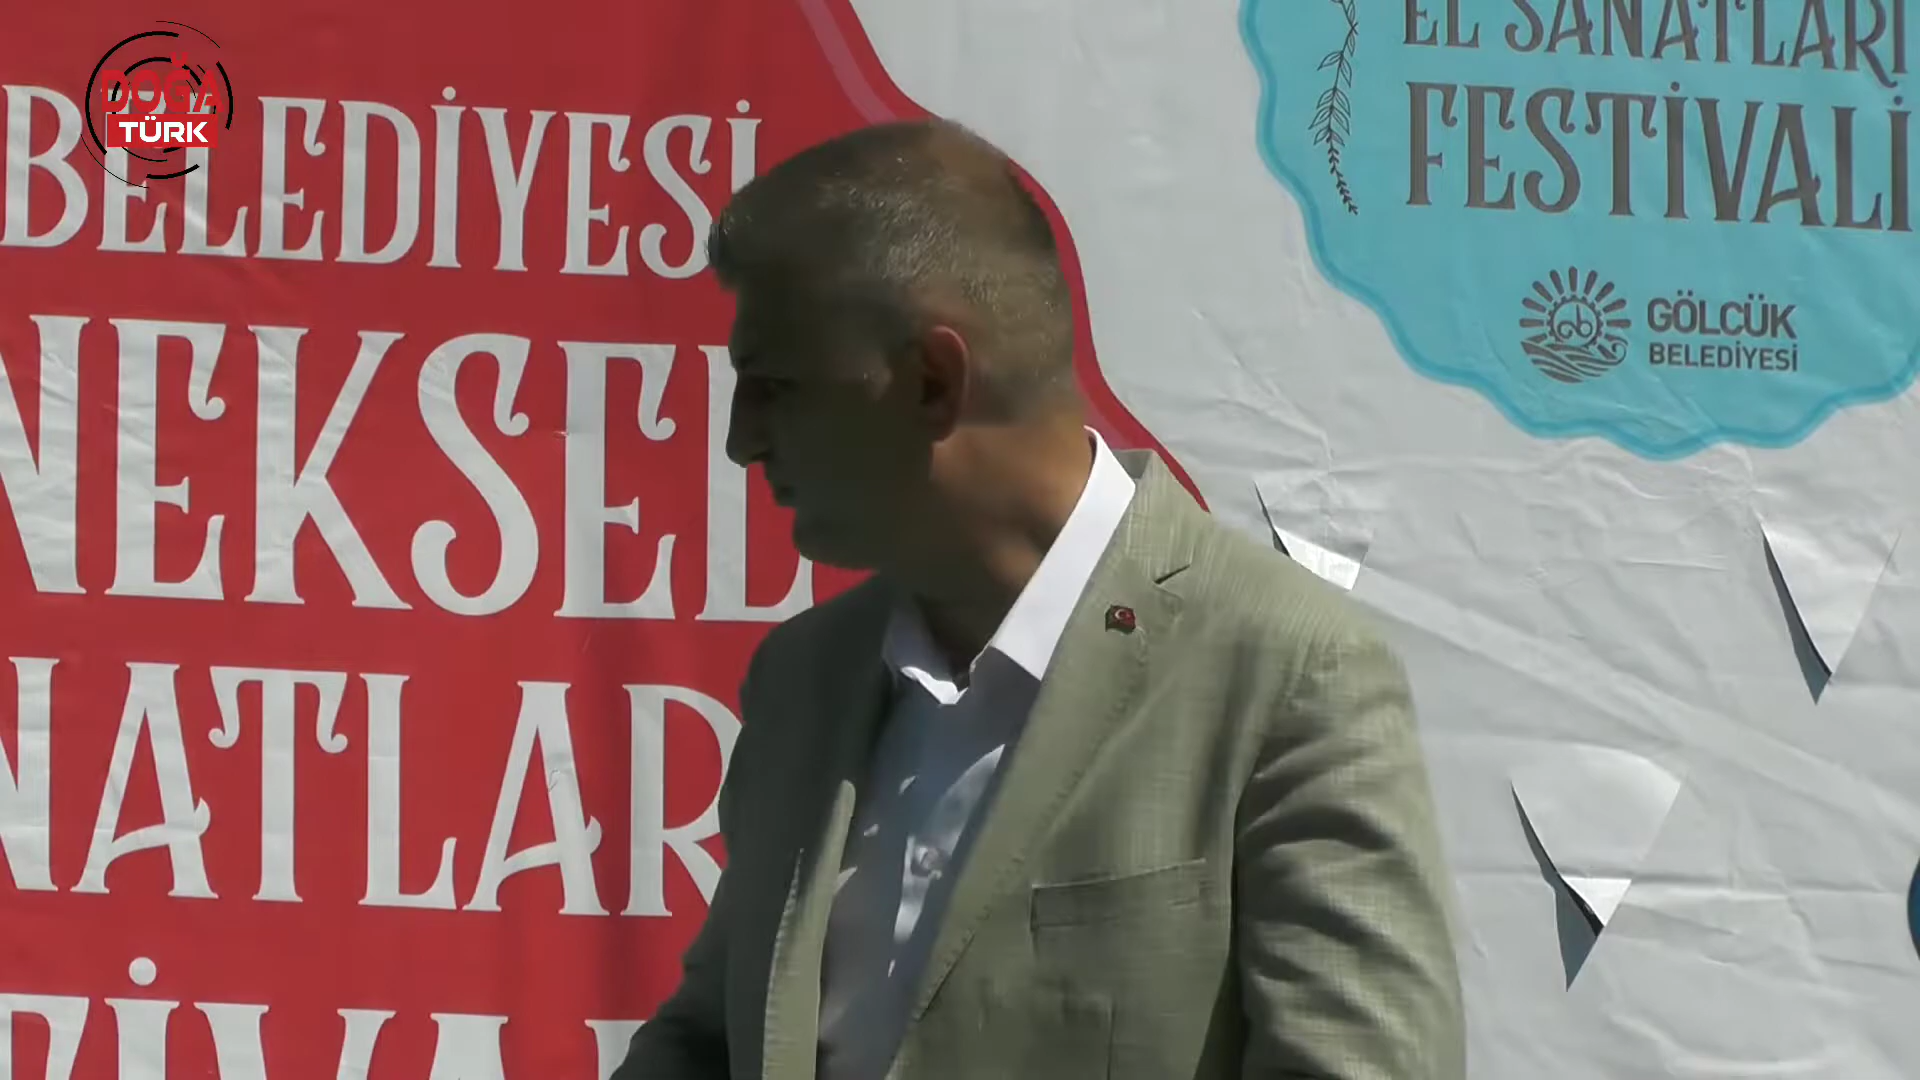 DOĞA
TÜRK
BELEDİYESİ
NEKSEL
NATLAR
EL SANATLARI
FESTİVALİ
GÖLCÜK
BELEDİYESİ